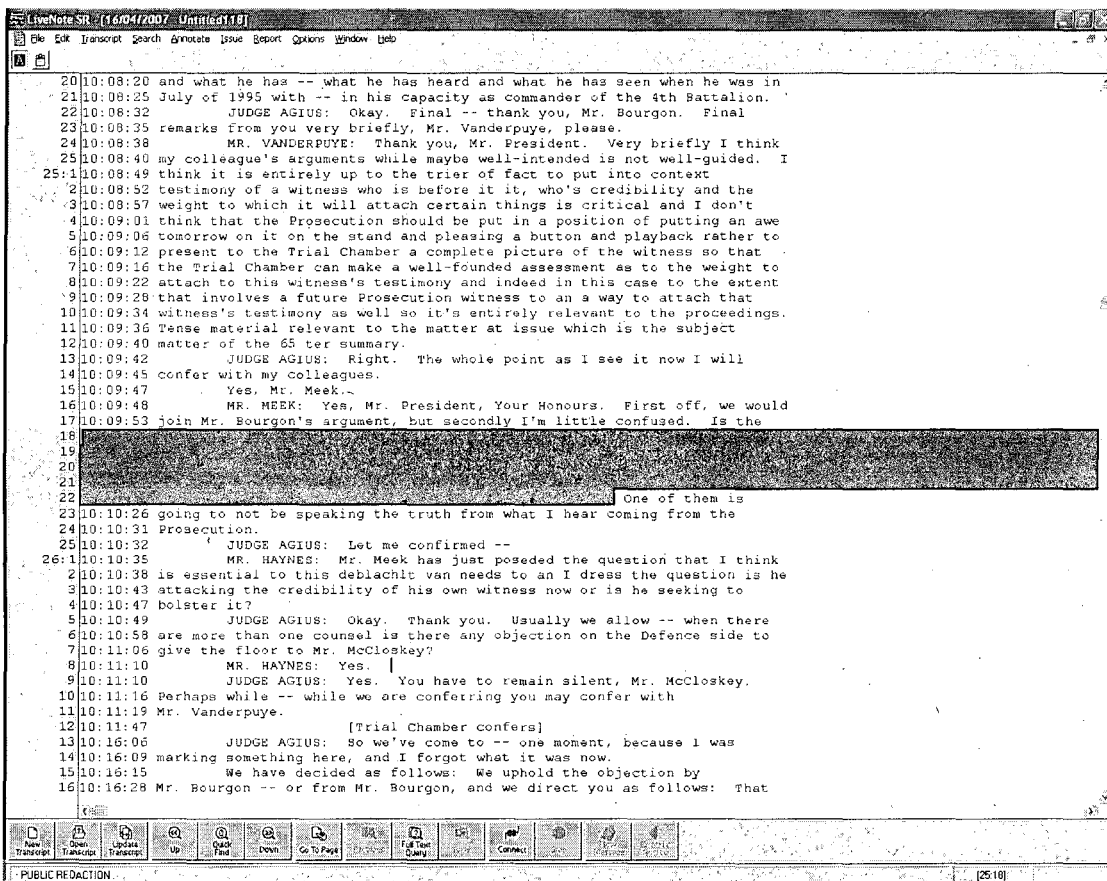 LiveNote SR - [16/04/2007 Untitled118]
File Edit Transcript Search Annotate Issue Report Options Window Help
20 10:08:20 and what he has -- what he has heard and what he has seen when he was in
21 10:08:25 July of 1995 with -- in his capacity as commander of the 4th Battalion.
22 10:08:32 JUDGE AGIUS: Okay. Final -- thank you, Mr. Bourgon. Final
23 10:08:35 remarks from you very briefly, Mr. Vanderpuye, please.
24 10:08:38 MR. VANDERPUYE: Thank you, Mr. President. Very briefly I think
25 10:08:40 my colleague's arguments while maybe well-intended is not well-guided. I
25:1 10:08:49 think it is entirely up to the trier of fact to put into context
2 10:08:52 testimony of a witness who is before it it, who's credibility and the
3 10:08:57 weight to which it will attach certain things is critical and I don't
4 10:09:01 think that the Prosecution should be put in a position of putting an awe
5 10:09:06 tomorrow on it on the stand and pleasing a button and playback rather to
6 10:09:12 present to the Trial Chamber a complete picture of the witness so that
7 10:09:16 the Trial Chamber can make a well-founded assessment as to the weight to
8 10:09:22 attach to this witness's testimony and indeed in this case to the extent
9 10:09:28 that involves a future Prosecution witness to an a way to attach that
10 10:09:34 witness's testimony as well so it's entirely relevant to the proceedings.
11 10:09:36 Tense material relevant to the matter at issue which is the subject
12 10:09:40 matter of the 65 ter summary.
13 10:09:42 JUDGE AGIUS: Right. The whole point as I see it now I will
14 10:09:45 confer with my colleagues.
15 10:09:47 Yes, Mr. Meek.
16 10:09:48 MR. MEEK: Yes, Mr. President, Your Honours. First off, we would
17 10:09:53 join Mr. Bourgon's argument, but secondly I'm little confused. Is the
18
19
20
21
22 One of them is
23 10:10:26 going to not be speaking the truth from what I hear coming from the
24 10:10:31 Prosecution.
25 10:10:32 JUDGE AGIUS: Let me confirmed --
26:1 10:10:35 MR. HAYNES: Mr. Meek has just poseded the question that I think
2 10:10:38 is essential to this deblachlt van needs to an I dress the question is he
3 10:10:43 attacking the credibility of his own witness now or is he seeking to
4 10:10:47 bolster it?
5 10:10:49 JUDGE AGIUS: Okay. Thank you. Usually we allow -- when there
6 10:10:58 are more than one counsel is there any objection on the Defence side to
7 10:11:06 give the floor to Mr. McCloskey?
8 10:11:10 MR. HAYNES: Yes.
9 10:11:10 JUDGE AGIUS: Yes. You have to remain silent, Mr. McCloskey.
10 10:11:16 Perhaps while -- while we are conferring you may confer with
11 10:11:19 Mr. Vanderpuye.
12 10:11:47 [Trial Chamber confers]
13 10:16:06 JUDGE AGIUS: So we've come to -- one moment, because I was
14 10:16:09 marking something here, and I forgot what it was now.
15 10:16:15 We have decided as follows: We uphold the objection by
16 10:16:28 Mr. Bourgon -- or from Mr. Bourgon, and we direct you as follows: That
New Transcript Open Transcript Update Transcript Up Quick Find Down Go To Page Full Text Query Connect
PUBLIC REDACTION [25:18]